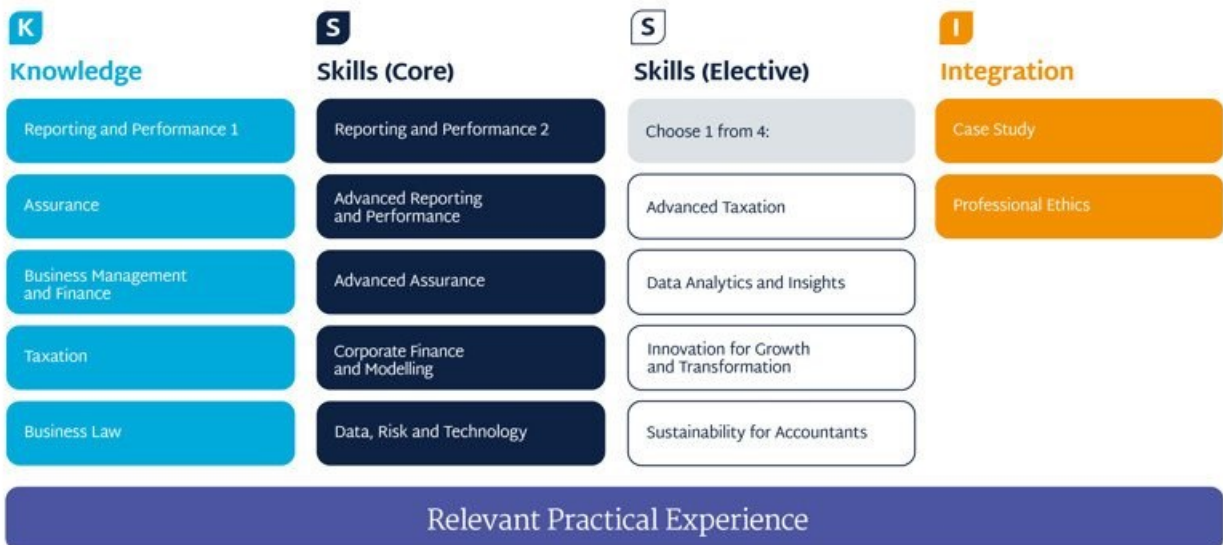 K
Knowledge
Reporting and Performance 1
Assurance
Business Management
and Finance
Taxation
Business Law
S
Skills (Core)
Reporting and Performance 2
Advanced Reporting
and Performance
Advanced Assurance
Corporate Finance
and Modelling
Data, Risk and Technology
S
Skills (Elective)
Choose 1 from 4:
Advanced Taxation
Data Analytics and Insights
Innovation for Growth
and Transformation
Sustainability for Accountants
I
Integration
Case Study
Professional Ethics
Relevant Practical Experience